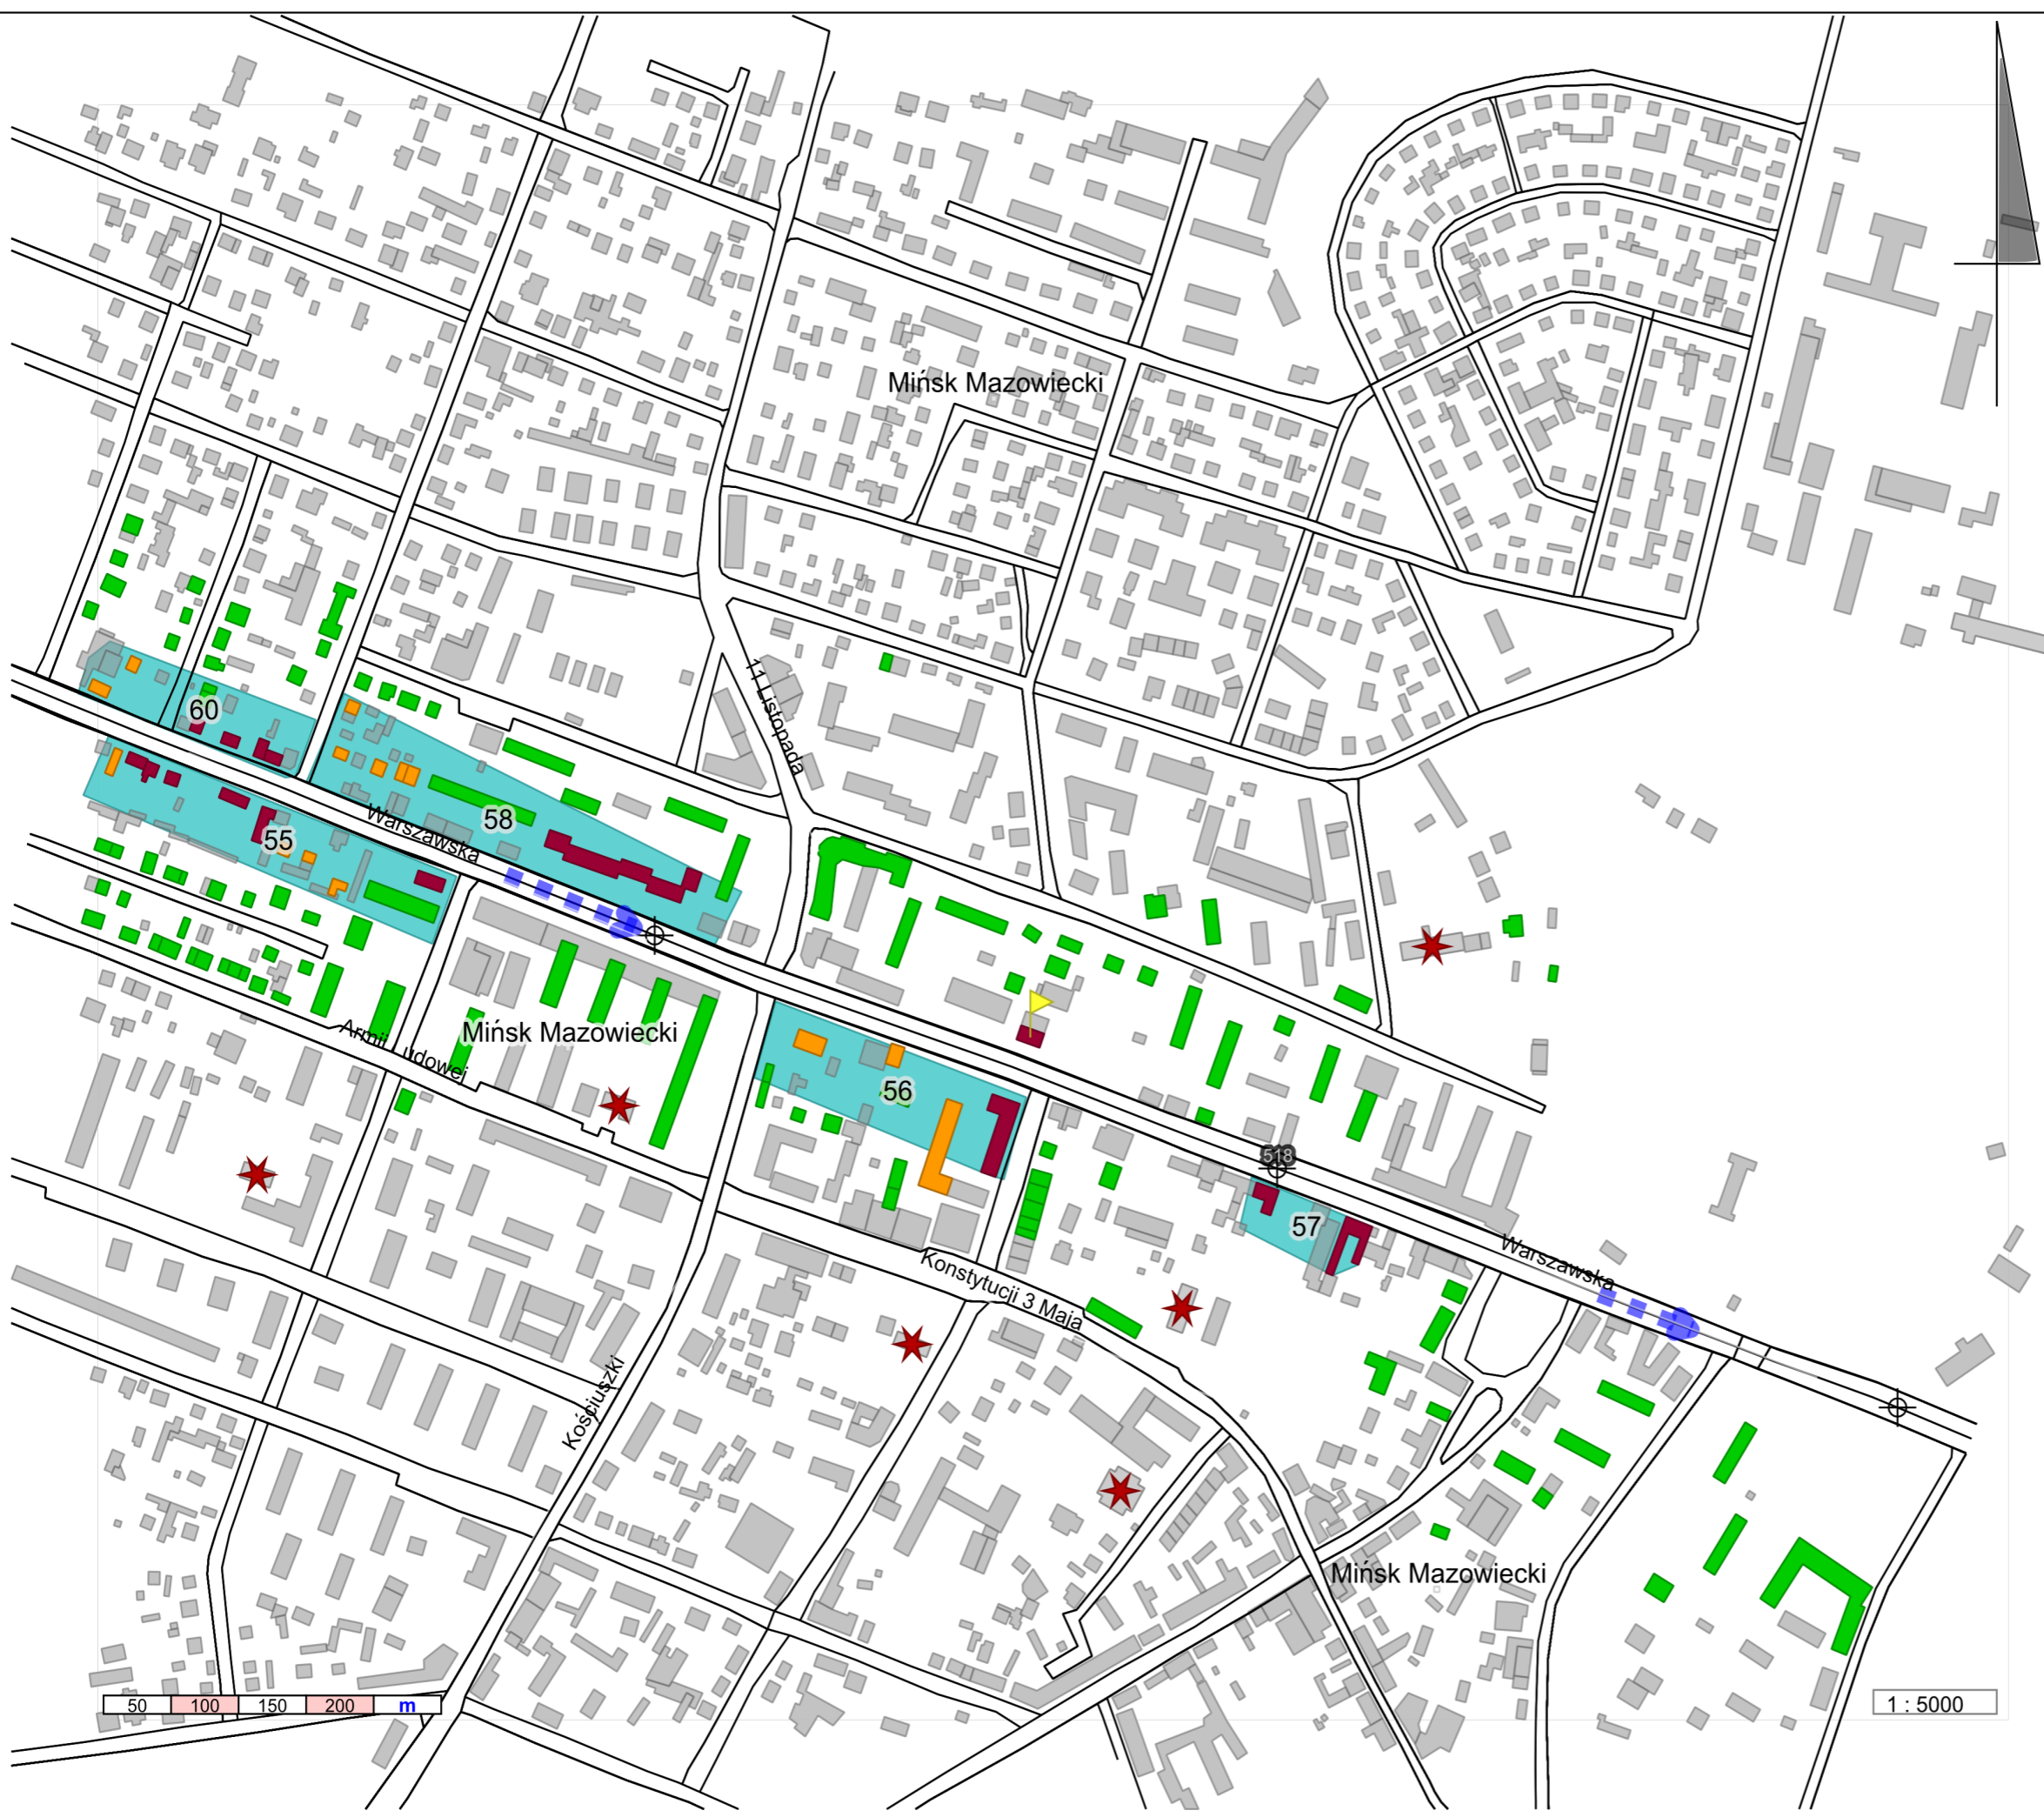 Mińsk Mazowiecki
11 Listopada
60
58
Warszawska
55
Mińsk Mazowiecki
Armii Ludowej
56
518
57
Warszawska
Konstytucji 3 Maja
Kościuszki
Mińsk Mazowiecki
50 100 150 200 m
1 : 5000